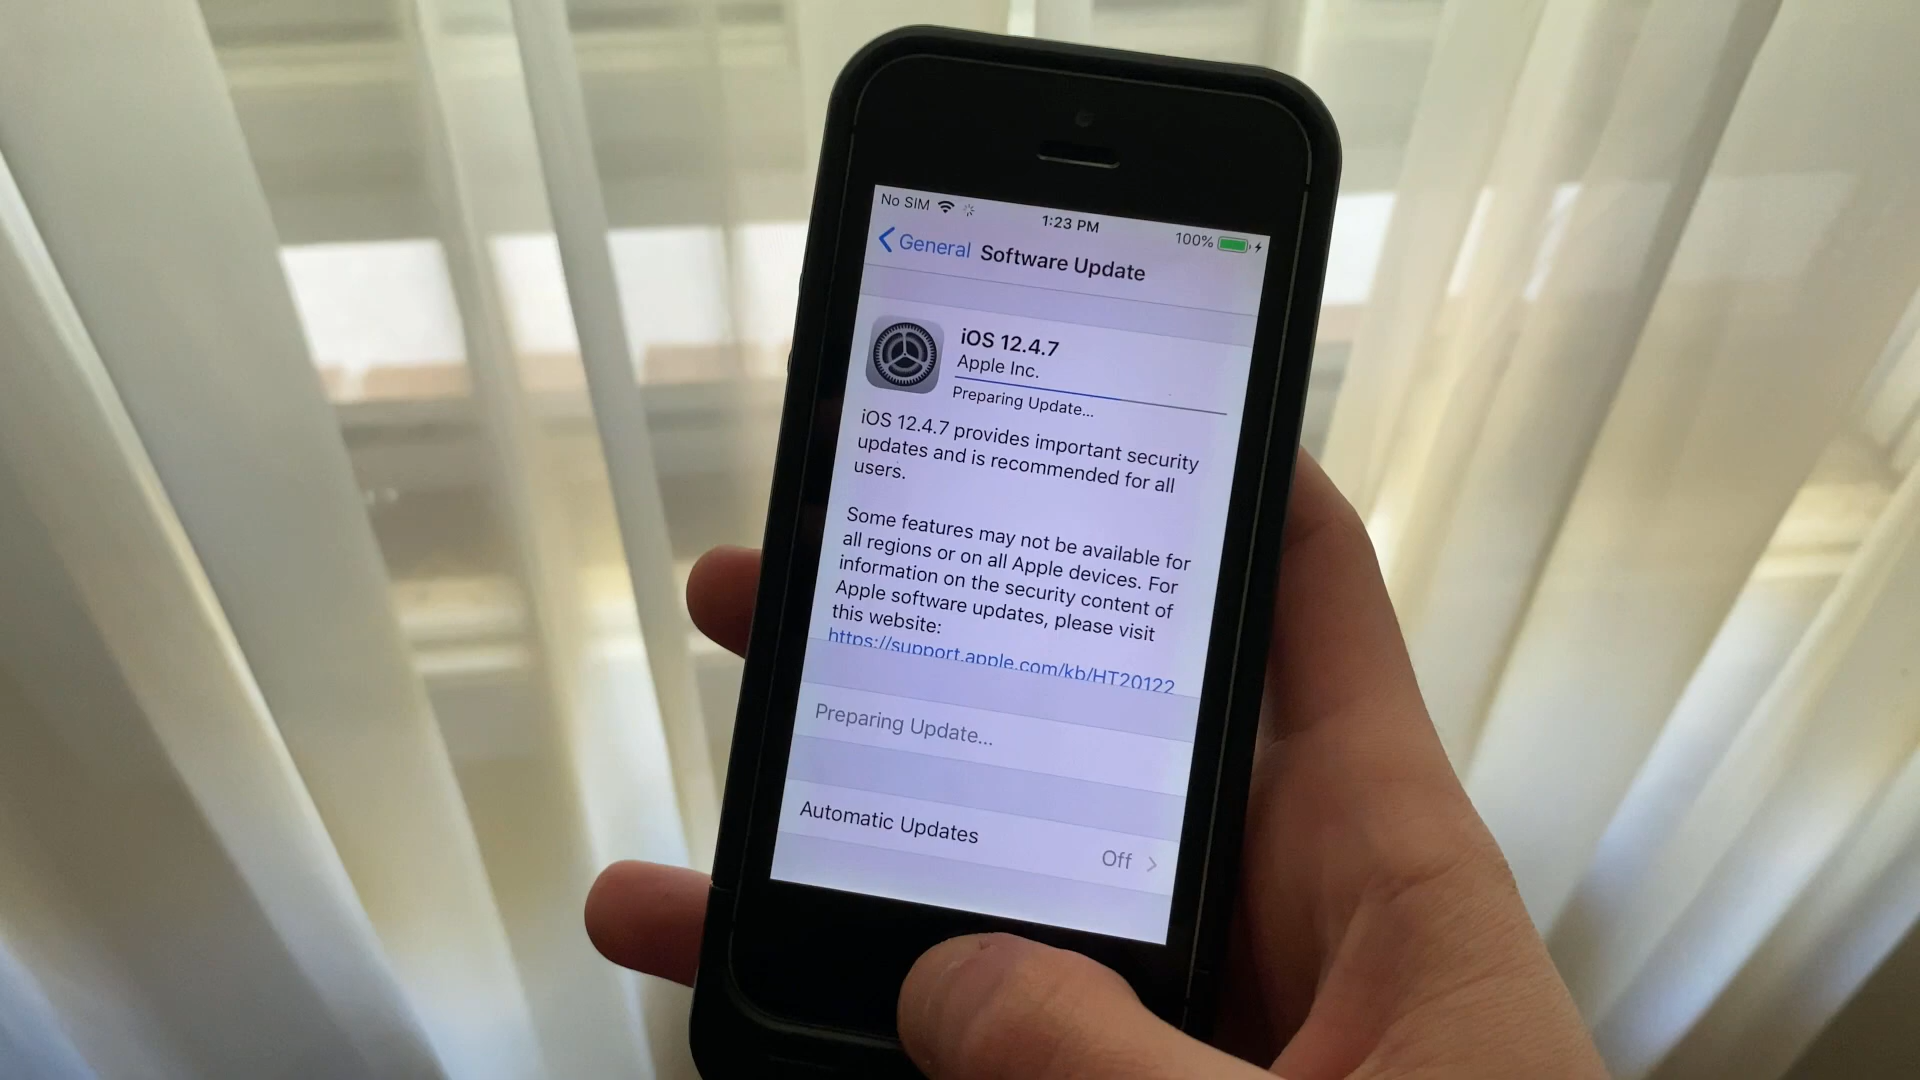 No SIM 1:23 PM 100%
General Software Update
iOS 12.4.7
Apple Inc.
Preparing Update...
iOS 12.4.7 provides important security
updates and is recommended for all
users.
Some features may not be available for
all regions or on all Apple devices. For
information on the security content of
Apple software updates, please visit
this website:
https://support.apple.com/kb/HT20122
Preparing Update...
Automatic Updates Off